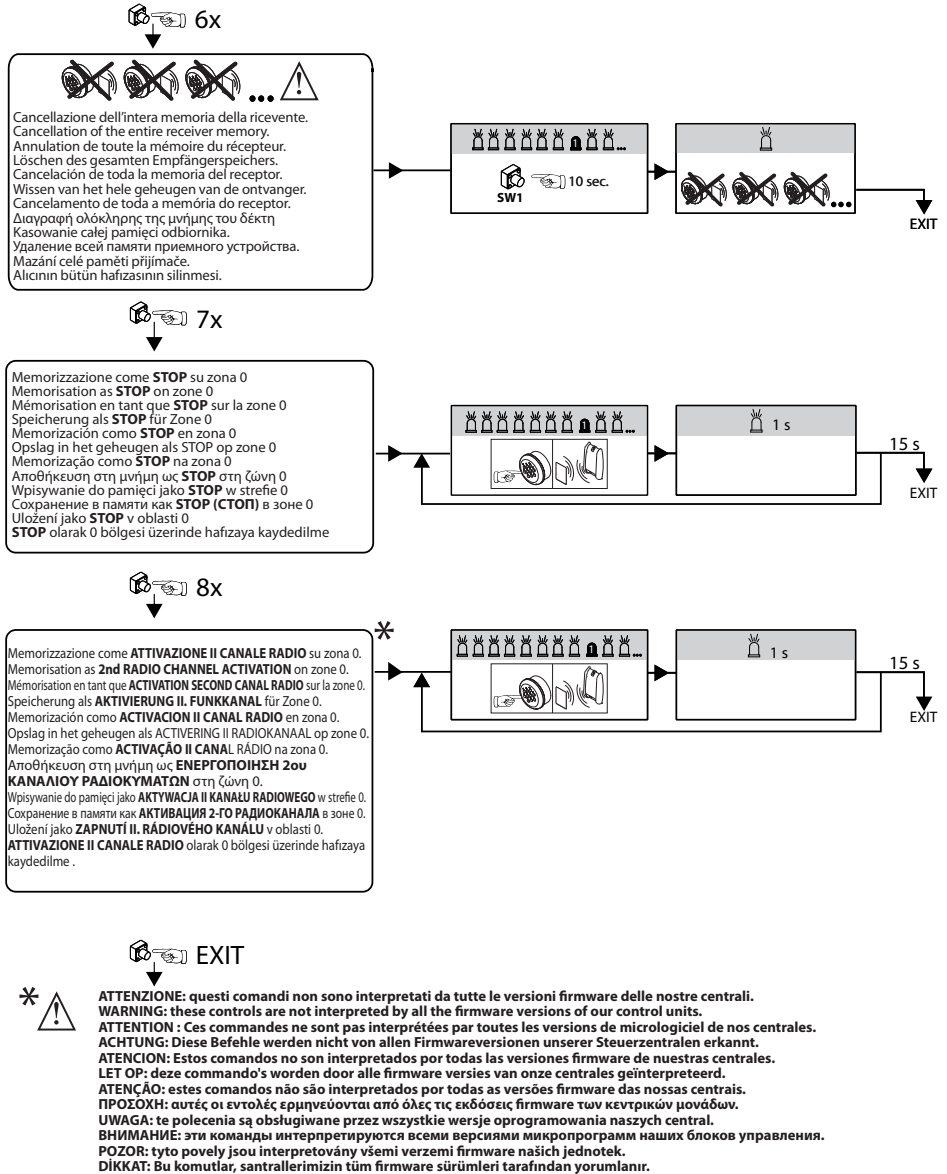 6x
...
Cancellazione dell'intera memoria della ricevente.
Cancellation of the entire receiver memory.
Annulation de toute la mémoire du récepteur.
Löschen des gesamten Empfängerspeichers.
Cancelación de toda la memoria del receptor.
Wissen van het hele geheugen van de ontvanger.
Cancelamento de toda a memória do receptor.
Διαγραφή ολόκληρης της μνήμης του δέκτη
Kasowanie całej pamięci odbiornika.
Удаление всей памяти приемного устройства.
Mazání celé paměti přijímače.
Alıcının bütün hafızasının silinmesi.
...
SW1
10 sec.
...
EXIT
7x
Memorizzazione come STOP su zona 0
Memorisation as STOP on zone 0
Mémorisation en tant que STOP sur la zone 0
Speicherung als STOP für Zone 0
Memorización como STOP en zona 0
Opslag in het geheugen als STOP op zone 0
Memorização como STOP na zona 0
Αποθήκευση στη μνήμη ως STOP στη ζώνη 0
Wpisywanie do pamięci jako STOP w strefie 0
Сохранение в памяти как STOP (СТОП) в зоне 0
Uložení jako STOP v oblasti 0
STOP olarak 0 bölgesi üzerinde hafızaya kaydedilme
...
1 s
15 s
EXIT
8x
*
Memorizzazione come ATTIVAZIONE II CANALE RADIO su zona 0.
Memorisation as 2nd RADIO CHANNEL ACTIVATION on zone 0.
Mémorisation en tant que ACTIVATION SECOND CANAL RADIO sur la zone 0.
Speicherung als AKTIVIERUNG II. FUNKKANAL für Zone 0.
Memorización como ACTIVACION II CANAL RADIO en zona 0.
Opslag in het geheugen als ACTIVERING II RADIOKANAAL op zone 0.
Memorização como ACTIVAÇÃO II CANAL RÁDIO na zona 0.
Αποθήκευση στη μνήμη ως ΕΝΕΡΓΟΠΟΙΗΣΗ 2ου
ΚΑΝΑΛΙΟΥ ΡΑΔΙΟΚΥΜΑΤΩΝ στη ζώνη 0.
Wpisywanie do pamięci jako AKTYWACJA II KANAŁU RADIOWEGO w strefie 0.
Сохранение в памяти как АКТИВАЦИЯ 2-ГО РАДИОКАНАЛА в зоне 0.
Uložení jako ZAPNUTÍ II. RÁDIOVÉHO KANÁLU v oblasti 0.
ATTIVAZIONE II CANALE RADIO olarak 0 bölgesi üzerinde hafızaya
kaydedilme .
...
1 s
15 s
EXIT
EXIT
*
ATTENZIONE: questi comandi non sono interpretati da tutte le versioni firmware delle nostre centrali.
WARNING: these controls are not interpreted by all the firmware versions of our control units.
ATTENTION : Ces commandes ne sont pas interprétées par toutes les versions de micrologiciel de nos centrales.
ACHTUNG: Diese Befehle werden nicht von allen Firmwareversionen unserer Steuerzentralen erkannt.
ATENCION: Estos comandos no son interpretados por todas las versiones firmware de nuestras centrales.
LET OP: deze commando's worden door alle firmware versies van onze centrales geïnterpreteerd.
ATENÇÃO: estes comandos não são interpretados por todas as versões firmware das nossas centrais.
ΠΡΟΣΟΧΗ: αυτές οι εντολές ερμηνεύονται από όλες τις εκδόσεις firmware των κεντρικών μονάδων.
UWAGA: te polecenia są obsługiwane przez wszystkie wersje oprogramowania naszych central.
ВНИМАНИЕ: эти команды интерпретируются всеми версиями микропрограмм наших блоков управления.
POZOR: tyto povely jsou interpretovány všemi verzemi firmware našich jednotek.
DİKKAT: Bu komutlar, santrallerimizin tüm firmware sürümleri tarafından yorumlanır.